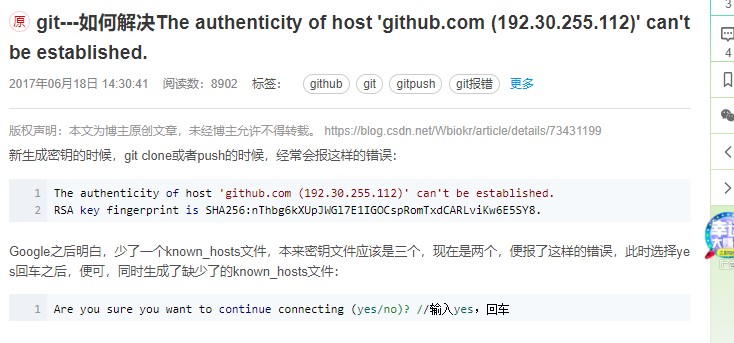 原 git---如何解决The authenticity of host 'github.com (192.30.255.112)' can't
be established.
2017年06月18日 14:30:41 阅读数：8902 标签： github git gitpush git报错 更多
版权声明：本文为博主原创文章，未经博主允许不得转载。 https://blog.csdn.net/Wbiokr/article/details/73431199
新生成密钥的时候，git clone或者push的时候，经常会报这样的错误：
1 The authenticity of host 'github.com (192.30.255.112)' can't be established.
2 RSA key fingerprint is SHA256:nThbg6kXUpJWGl7E1IGOCspRomTxdCARLviKw6E5SY8.
Google之后明白，少了一个known_hosts文件，本来密钥文件应该是三个，现在是两个，便报了这样的错误，此时选择ye
s回车之后，便可，同时生成了缺少了的known_hosts文件：
1 Are you sure you want to continue connecting (yes/no)? //输入yes，回车
3
4